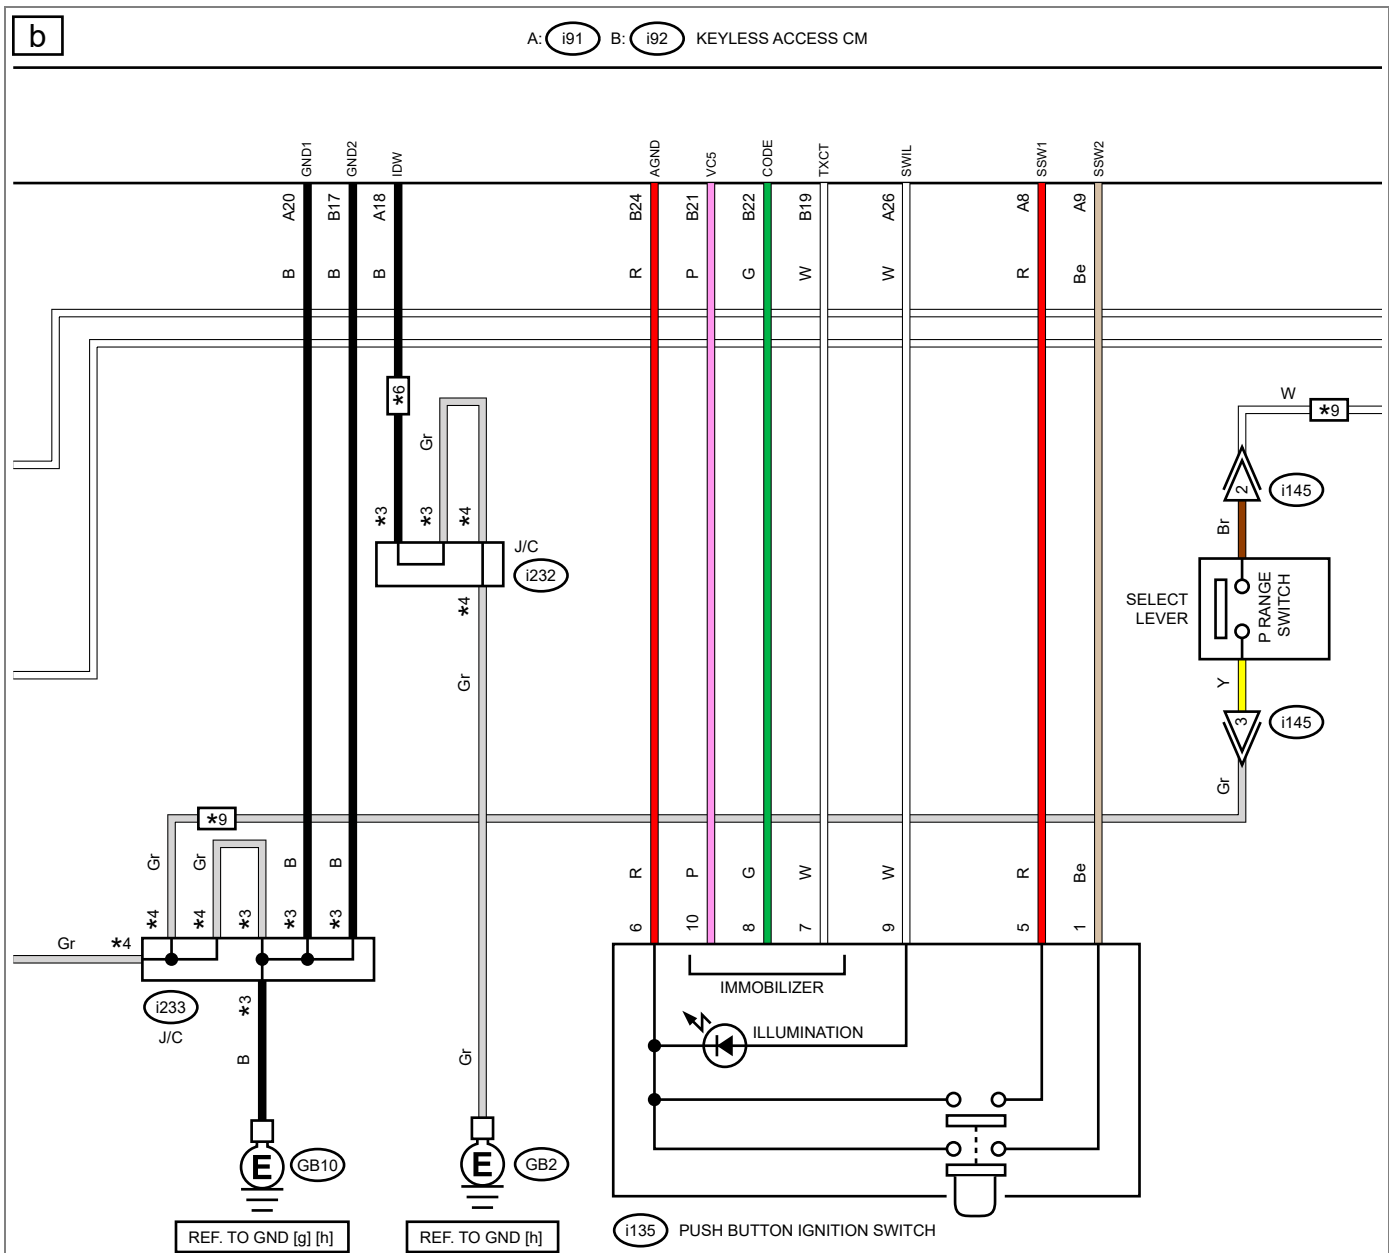 b
A: i91 B: i92 KEYLESS ACCESS CM
GND1 GND2 IDW AGND VC5 CODE TXCT SWIL SSW1 SSW2
A20 B17 A18 B24 B21 B22 B19 A26 A8 A9
B B B R P G W W R Be
W
*9
*6
2
i145
Gr
*3 *3 *4
J/C
i232
*4
Br
SELECT
LEVER
P RANGE
SWITCH
Gr
Y
3
i145
Gr
*9
Gr Gr B B R P G W W R Be
*4 *4 *3 *3 *3 6 10 8 7 9 5 1
Gr *4
i233
J/C
*3
IMMOBILIZER
ILLUMINATION
B
Gr
E GB10
E GB2
REF. TO GND [g] [h]
REF. TO GND [h]
i135 PUSH BUTTON IGNITION SWITCH